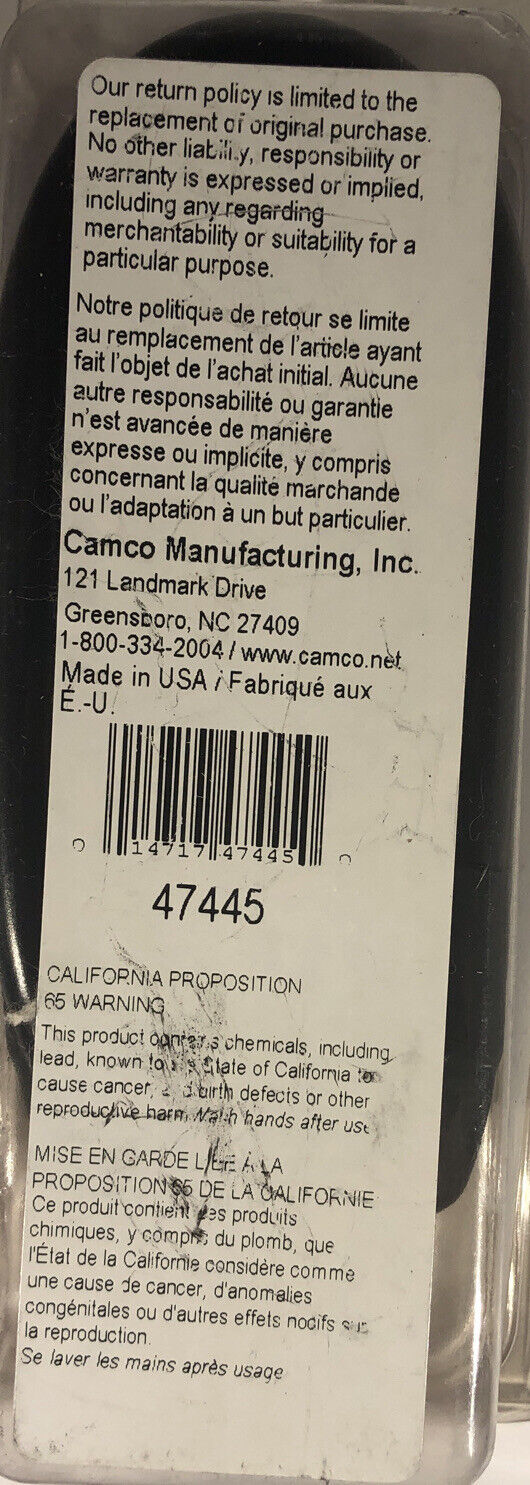 Our return policy is limited to the
replacement of original purchase.
No other liability, responsibility or
warranty is expressed or implied,
including any regarding
merchantability or suitability for a
particular purpose.
Notre politique de retour se limite
au remplacement de l'article ayant
fait l'objet de l'achat initial. Aucune
autre responsabilité ou garantie
n'est avancée de manière
expresse ou implicite, y compris
concernant la qualité marchande
ou l'adaptation à un but particulier.
Camco Manufacturing, Inc.
121 Landmark Drive
Greensboro, NC 27409
1-800-334-2004 / www.camco.net
Made in USA / Fabriqué aux
É.-U.
0 14717 47445 0
47445
CALIFORNIA PROPOSITION
65 WARNING
This product contains chemicals, including
lead, known to State of California to
cause cancer, birth defects or other
reproductive harm. Wash hands after use
MISE EN GARDE LIÉE À LA
PROPOSITION 65 DE LA CALIFORNIE
Ce produit contient des produits
chimiques, y compris du plomb, que
l'État de la Californie considère comme
une cause de cancer, d'anomalies
congénitales ou d'autres effets nocifs sur
la reproduction.
Se laver les mains après usage